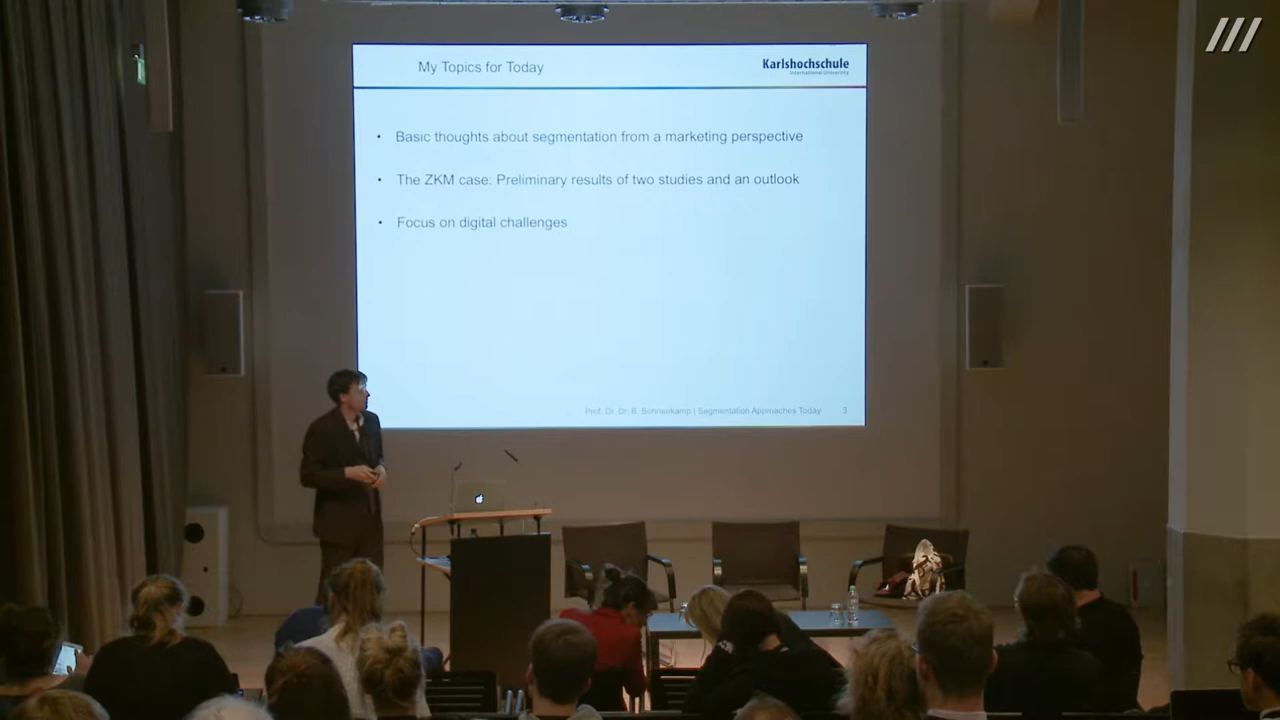 My Topics for Today
Karlshochschule
International University
• Basic thoughts about segmentation from a marketing perspective
• The ZKM case: Preliminary results of two studies and an outlook
• Focus on digital challenges
Prof. Dr. Dr. B. Bohnenkamp | Segmentation Approaches Today 3